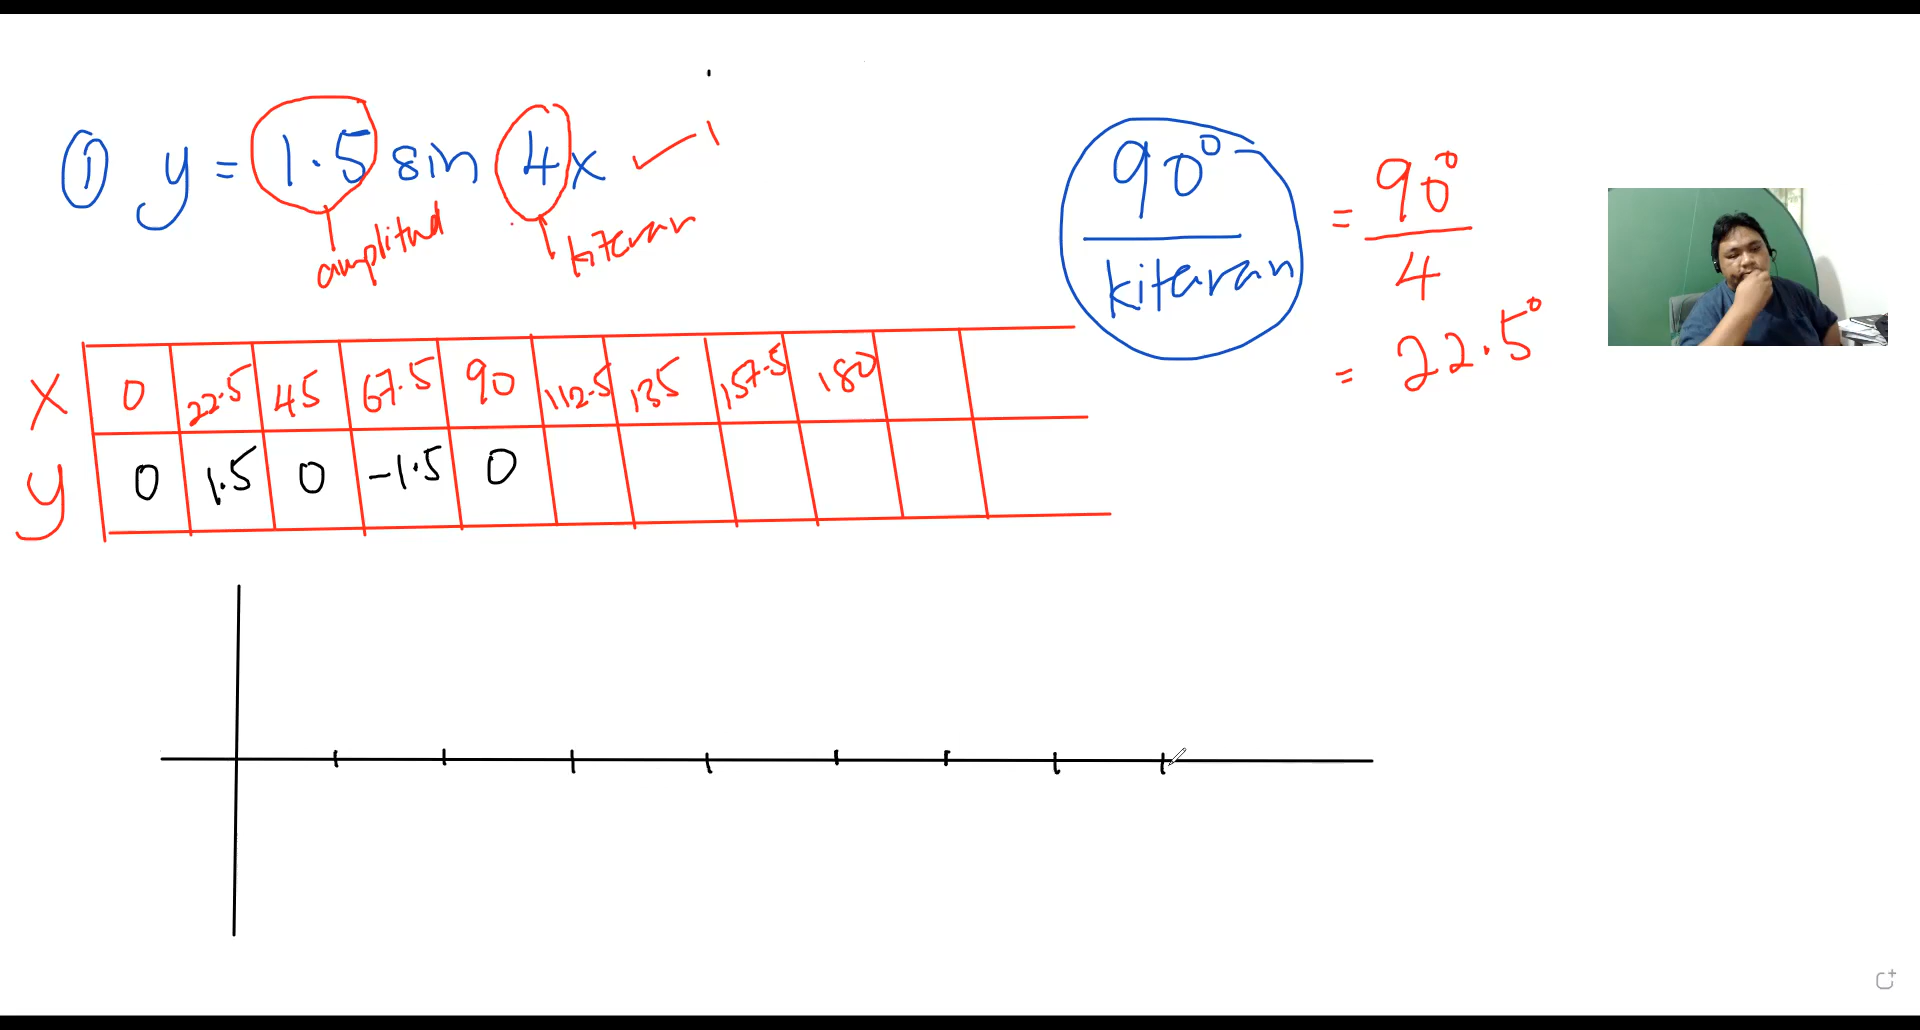 ① y = 1.5 sin 4x ✓ 1
amplitud
kitaran
90°
kitaran
= 90°
4
= 22.5°
x 0 22.5 45 67.5 90 112.5 135 157.5 180
y 0 1.5 0 -1.5 0